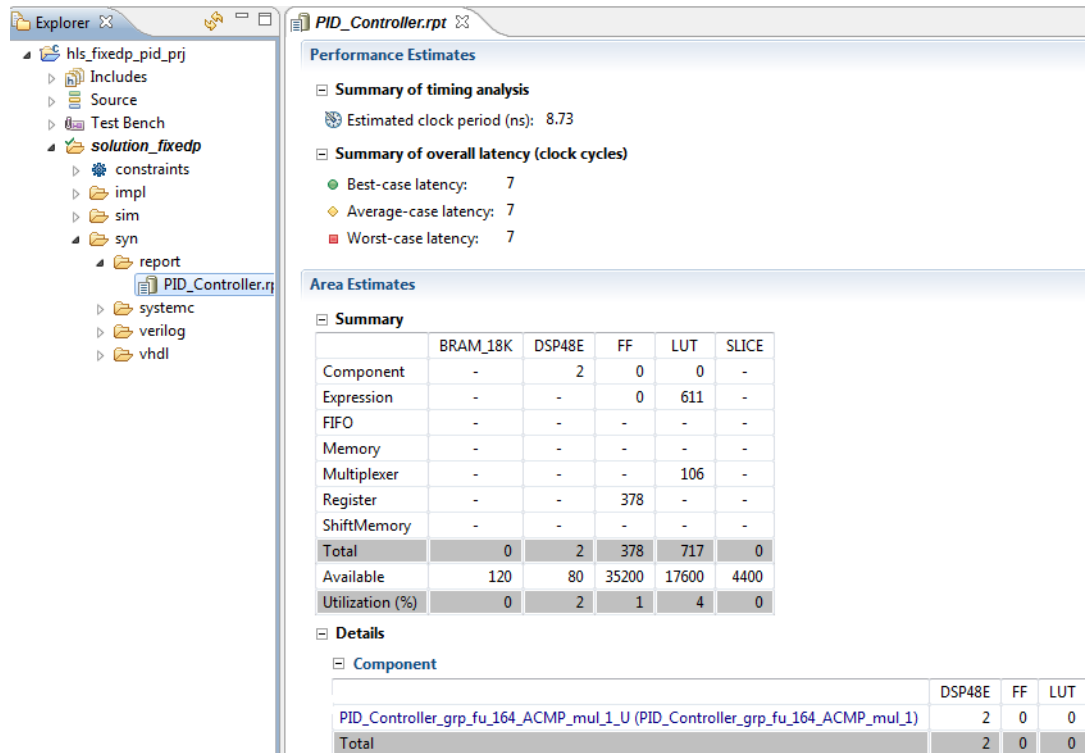 Explorer
hls_fixedp_pid_prj
Includes
Source
Test Bench
solution_fixedp
constraints
impl
sim
syn
report
PID_Controller.rp
systemc
verilog
vhdl
PID_Controller.rpt
Performance Estimates
Summary of timing analysis
Estimated clock period (ns): 8.73
Summary of overall latency (clock cycles)
Best-case latency: 7
Average-case latency: 7
Worst-case latency: 7
Area Estimates
Summary
BRAM_18K DSP48E FF LUT SLICE
Component - 2 0 0 -
Expression - - 0 611 -
FIFO - - - - -
Memory - - - - -
Multiplexer - - - 106 -
Register - - 378 - -
ShiftMemory - - - - -
Total 0 2 378 717 0
Available 120 80 35200 17600 4400
Utilization (%) 0 2 1 4 0
Details
Component
DSP48E FF LUT
PID_Controller_grp_fu_164_ACMP_mul_1_U (PID_Controller_grp_fu_164_ACMP_mul_1) 2 0 0
Total 2 0 0